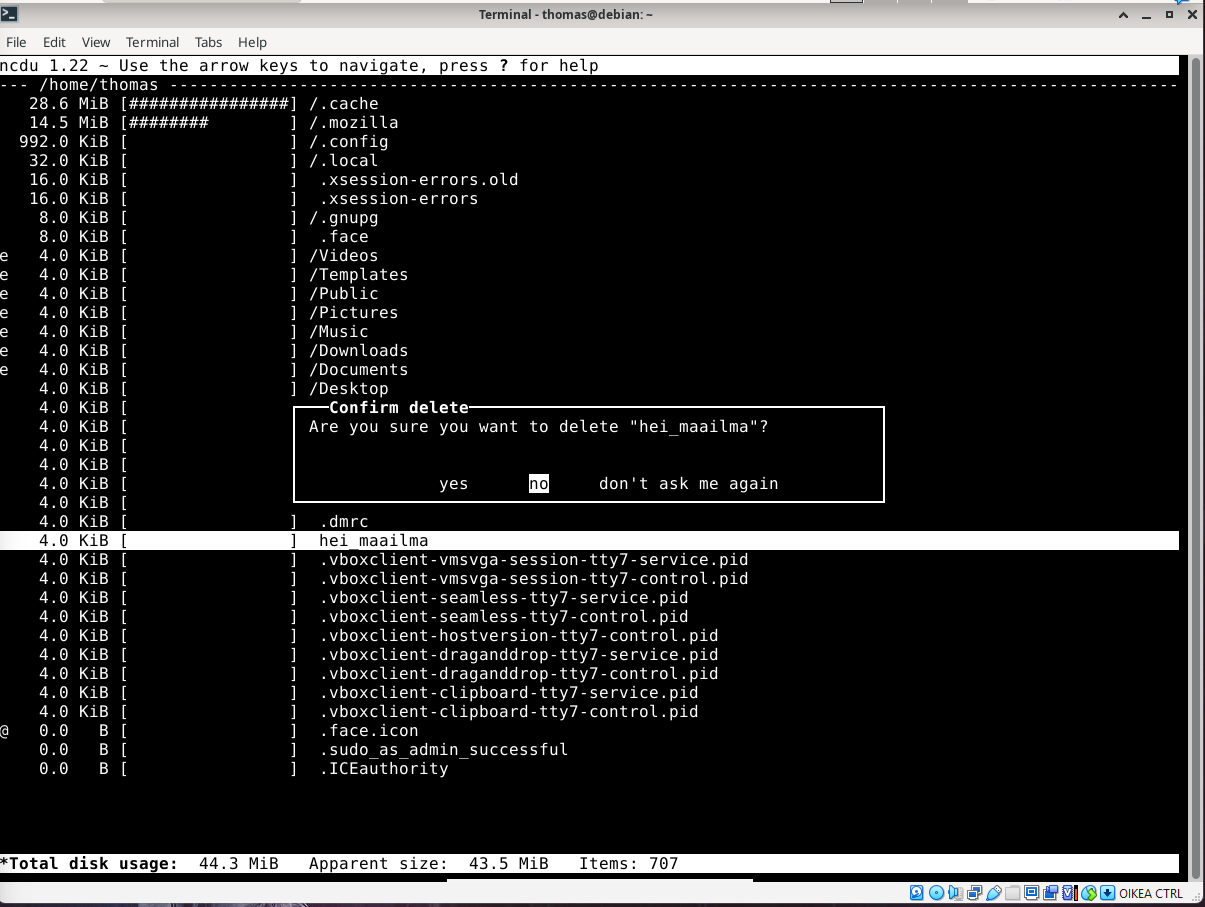 Terminal - thomas@debian: ~
File Edit View Terminal Tabs Help
ncdu 1.22 ~ Use the arrow keys to navigate, press ? for help
--- /home/thomas ------------------------------------------------------------------------------------------------------
28.6 MiB [################] /.cache
14.5 MiB [########        ] /.mozilla
992.0 KiB [                ] /.config
32.0 KiB [                ] /.local
16.0 KiB [                ]  .xsession-errors.old
16.0 KiB [                ]  .xsession-errors
8.0 KiB [                ] /.gnupg
8.0 KiB [                ]  .face
e   4.0 KiB [                ] /Videos
e   4.0 KiB [                ] /Templates
e   4.0 KiB [                ] /Public
e   4.0 KiB [                ] /Pictures
e   4.0 KiB [                ] /Music
e   4.0 KiB [                ] /Downloads
e   4.0 KiB [                ] /Documents
4.0 KiB [                ] /Desktop
4.0 KiB [ Confirm delete
4.0 KiB [ Are you sure you want to delete "hei_maailma"?
4.0 KiB [
4.0 KiB [
4.0 KiB [ yes no don't ask me again
4.0 KiB [
4.0 KiB [                ]  .dmrc
4.0 KiB [                ]  hei_maailma
4.0 KiB [                ]  .vboxclient-vmsvga-session-tty7-service.pid
4.0 KiB [                ]  .vboxclient-vmsvga-session-tty7-control.pid
4.0 KiB [                ]  .vboxclient-seamless-tty7-service.pid
4.0 KiB [                ]  .vboxclient-seamless-tty7-control.pid
4.0 KiB [                ]  .vboxclient-hostversion-tty7-control.pid
4.0 KiB [                ]  .vboxclient-draganddrop-tty7-service.pid
4.0 KiB [                ]  .vboxclient-draganddrop-tty7-control.pid
4.0 KiB [                ]  .vboxclient-clipboard-tty7-service.pid
4.0 KiB [                ]  .vboxclient-clipboard-tty7-control.pid
@   0.0   B [                ]  .face.icon
0.0   B [                ]  .sudo_as_admin_successful
0.0   B [                ]  .ICEauthority
*Total disk usage:  44.3 MiB   Apparent size:  43.5 MiB   Items: 707
OIKEA CTRL